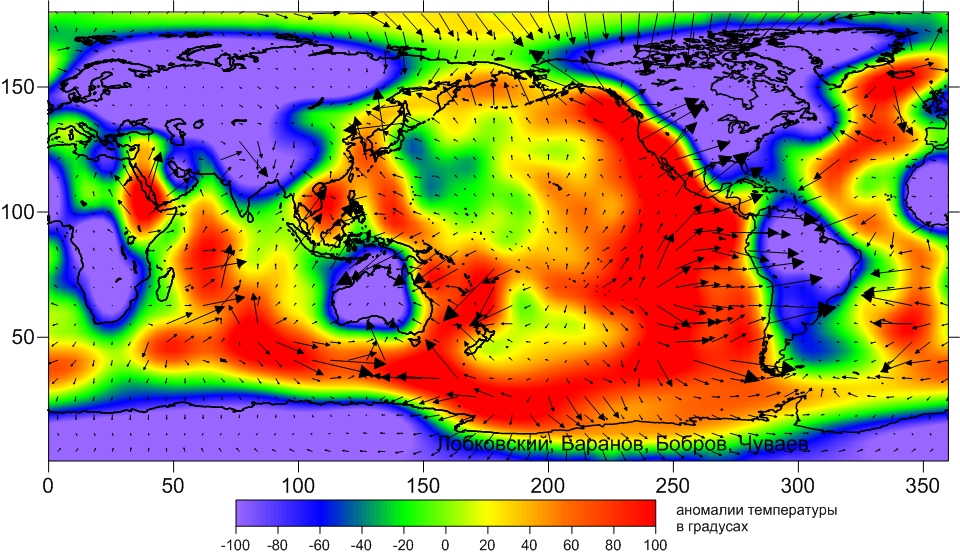 150
100
50
Лобковский, Баранов, Бобров, Чуваев
0 50 100 150 200 250 300 350
аномалии температуры
в градусах
-100 -80 -60 -40 -20 0 20 40 60 80 100